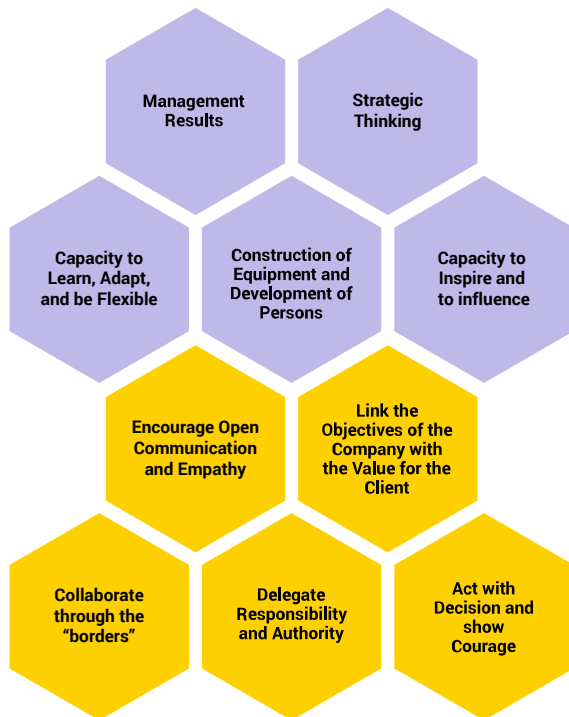 Management
Results
Strategic
Thinking
Capacity to
Learn, Adapt,
and be Flexible
Construction of
Equipment and
Development of
Persons
Capacity to
Inspire and
to influence
Encourage Open
Communication
and Empathy
Link the
Objectives of the
Company with
the Value for the
Client
Collaborate
through the
“borders”
Delegate
Responsibility
and Authority
Act with
Decision and
show
Courage